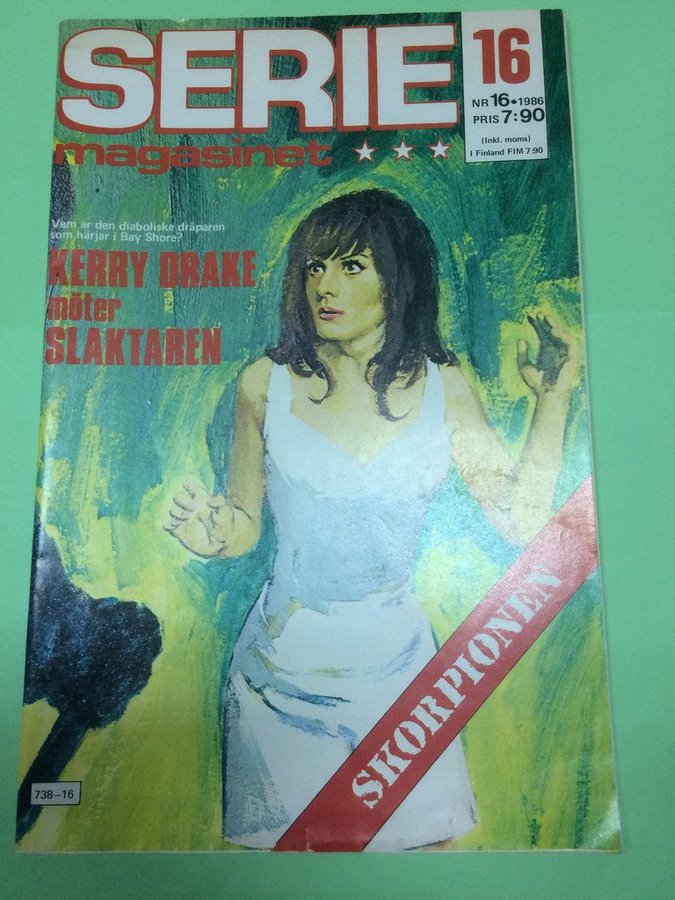 SERIE
magasinet
16
NR 16•1986
PRIS 7:90
(Inkl. moms)
I Finland FIM 7:90
Vem är den diaboliske dråparen
som härjar i Bay Shore?
KERRY DRAKE
möter
SLAKTAREN
SKORPIONEN
738–16